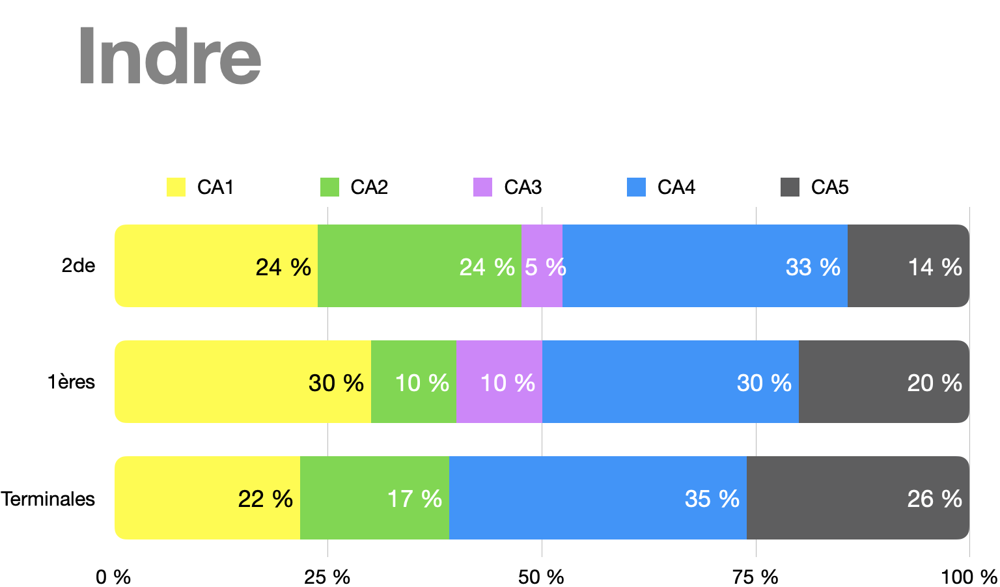 Indre
CA1 CA2 CA3 CA4 CA5
2de 24 % 24 % 5 % 33 % 14 %
1ères 30 % 10 % 10 % 30 % 20 %
Terminales 22 % 17 % 35 % 26 %
0 % 25 % 50 % 75 % 100 %